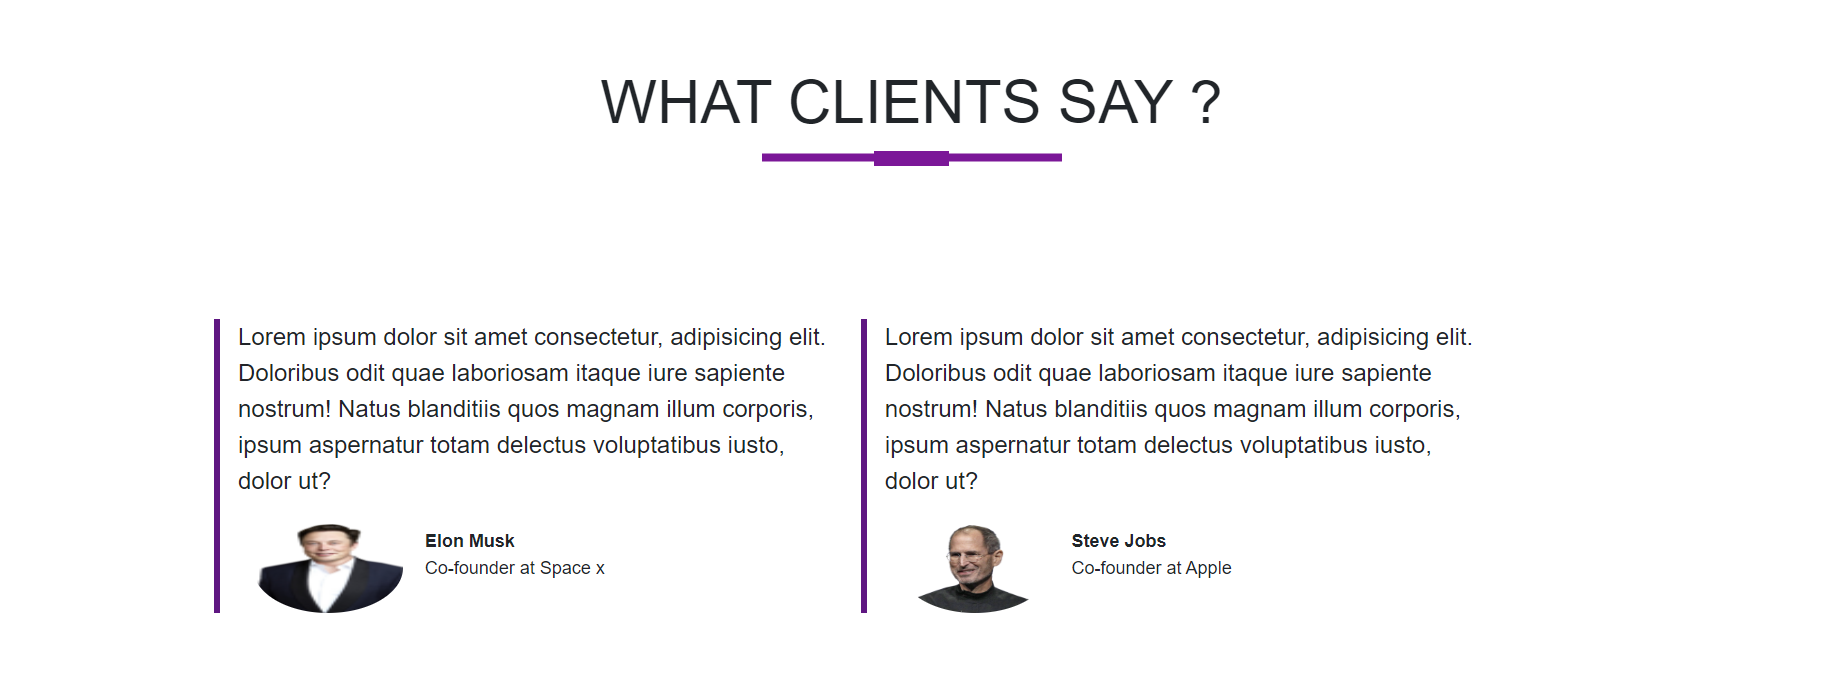 WHAT CLIENTS SAY ?
Lorem ipsum dolor sit amet consectetur, adipisicing elit.
Doloribus odit quae laboriosam itaque iure sapiente
nostrum! Natus blanditiis quos magnam illum corporis,
ipsum aspernatur totam delectus voluptatibus iusto,
dolor ut?
Elon Musk
Co-founder at Space x
Lorem ipsum dolor sit amet consectetur, adipisicing elit.
Doloribus odit quae laboriosam itaque iure sapiente
nostrum! Natus blanditiis quos magnam illum corporis,
ipsum aspernatur totam delectus voluptatibus iusto,
dolor ut?
Steve Jobs
Co-founder at Apple